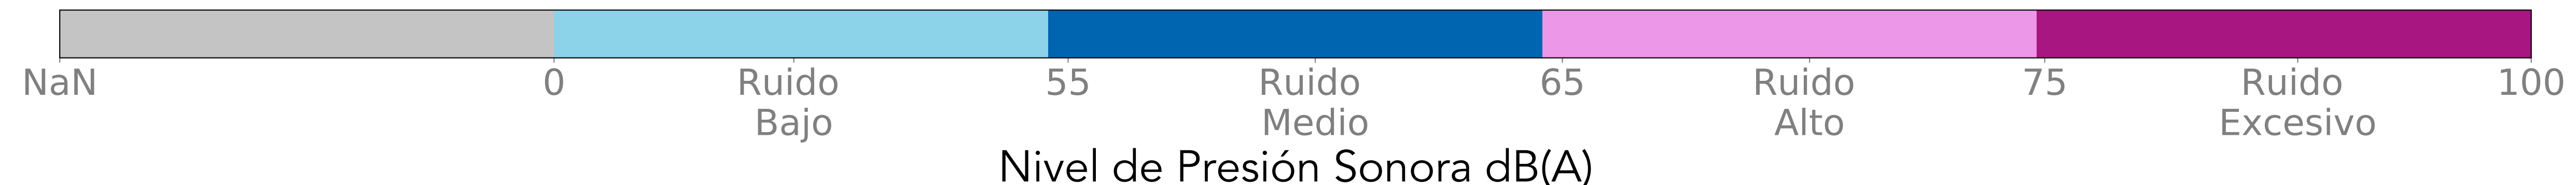 NaN 0 Ruido 55 Ruido 65 Ruido 75 Ruido 100
Bajo Medio Alto Excesivo
Nivel de Presión Sonora dB(A)